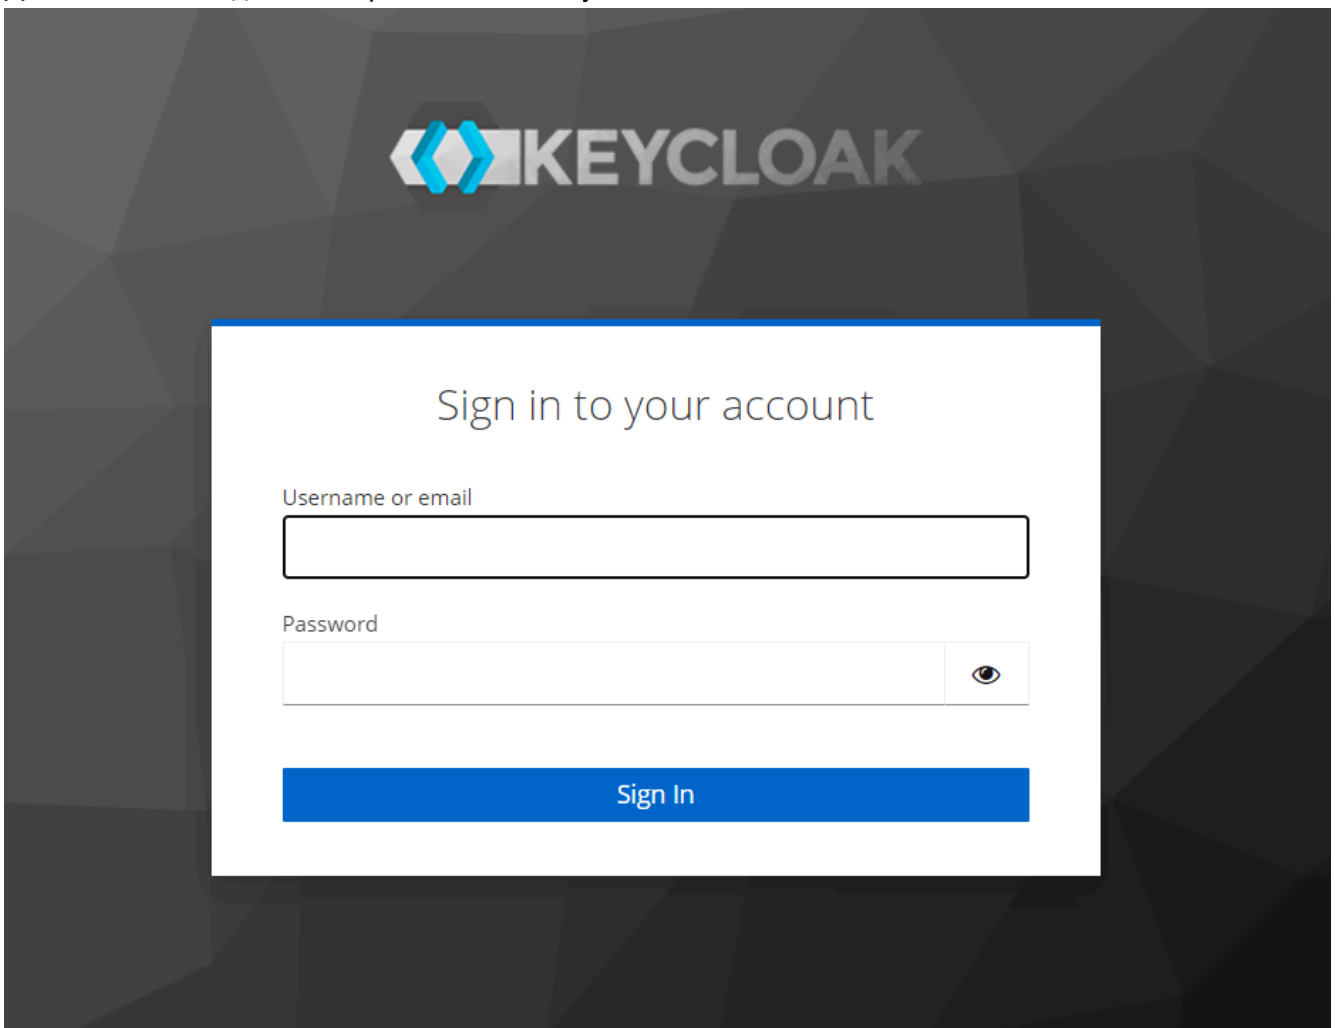 KEYCLOAK
Sign in to your account
Username or email
Password
Sign In